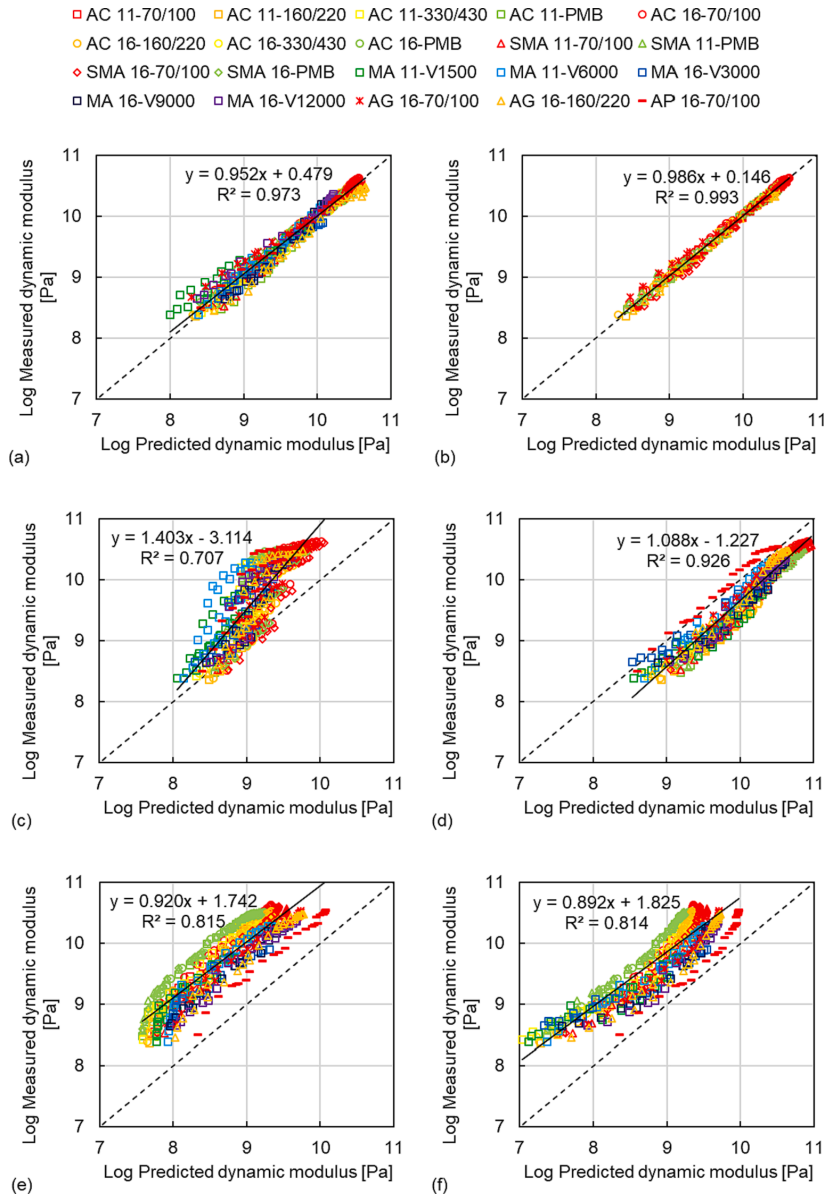 AC 11-70/100 AC 11-160/220 AC 11-330/430 AC 11-PMB AC 16-70/100
AC 16-160/220 AC 16-330/430 AC 16-PMB SMA 11-70/100 SMA 11-PMB
SMA 16-70/100 SMA 16-PMB MA 11-V1500 MA 11-V6000 MA 16-V3000
MA 16-V9000 MA 16-V12000 AG 16-70/100 AG 16-160/220 AP 16-70/100
Log Measured dynamic modulus
[Pa]
11
10
9
8
7
y = 0.952x + 0.479
R² = 0.973
7 8 9 10 11
Log Predicted dynamic modulus [Pa]
(a)
Log Measured dynamic modulus
[Pa]
11
10
9
8
7
y = 0.986x + 0.146
R² = 0.993
7 8 9 10 11
Log Predicted dynamic modulus [Pa]
(b)
Log Measured dynamic modulus
[Pa]
11
10
9
8
7
y = 1.403x - 3.114
R² = 0.707
7 8 9 10 11
Log Predicted dynamic modulus [Pa]
(c)
Log Measured dynamic modulus
[Pa]
11
10
9
8
7
y = 1.088x - 1.227
R² = 0.926
7 8 9 10 11
Log Predicted dynamic modulus [Pa]
(d)
Log Measured dynamic modulus
[Pa]
11
10
9
8
7
y = 0.920x + 1.742
R² = 0.815
7 8 9 10 11
Log Predicted dynamic modulus [Pa]
(e)
Log Measured dynamic modulus
[Pa]
11
10
9
8
7
y = 0.892x + 1.825
R² = 0.814
7 8 9 10 11
Log Predicted dynamic modulus [Pa]
(f)